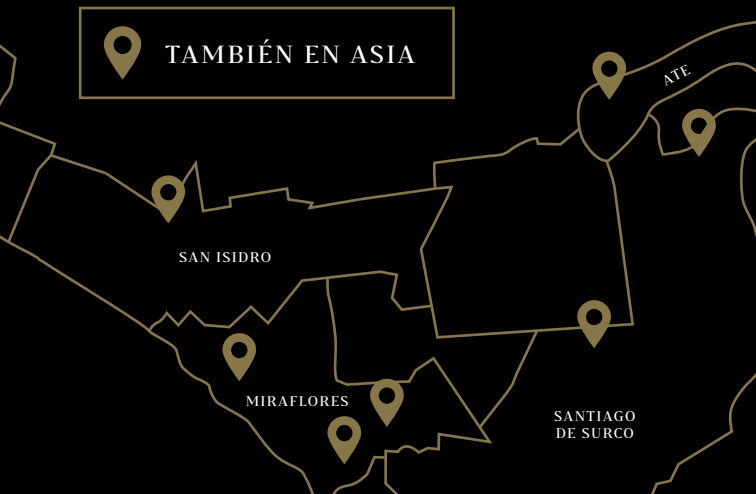 TAMBIÉN EN ASIA
ATE
SAN ISIDRO
MIRAFLORES
SANTIAGO
DE SURCO